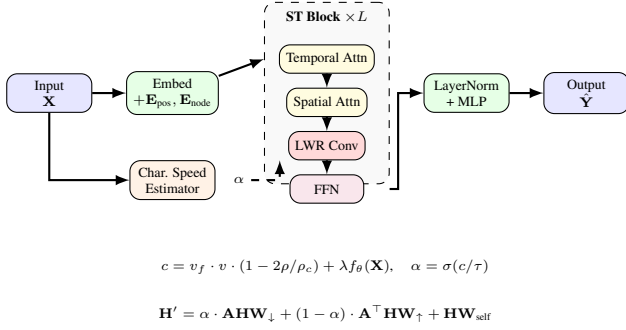 ST Block ×L
Temporal Attn
Spatial Attn
LWR Conv
FFN
Input
X
Embed
+E_pos, E_node
Char. Speed
Estimator
α
LayerNorm
+ MLP
Output
Ŷ
c = v_f · v · (1 − 2ρ/ρ_c) + λf_θ(X),   α = σ(c/τ)
H′ = α · AHW_↓ + (1 − α) · A^⊤HW_↑ + HW_self